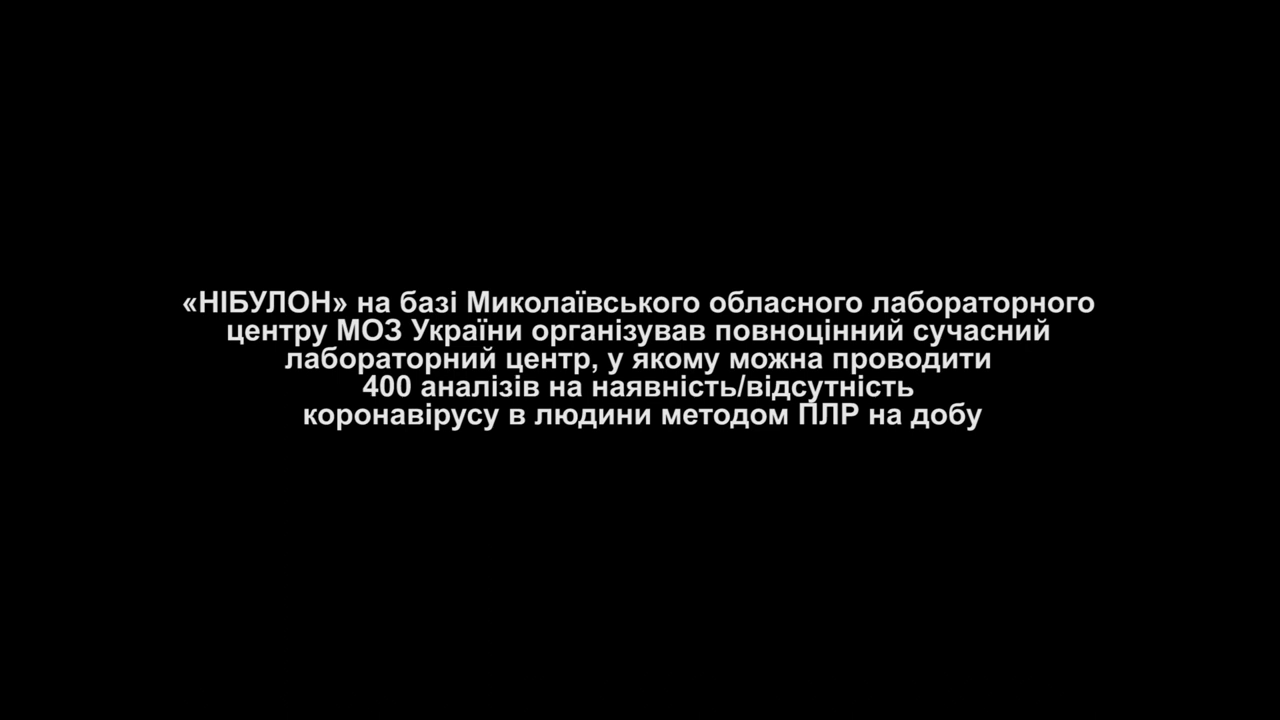 «НІБУЛОН» на базі Миколаївського обласного лабораторного
центру МОЗ України організував повноцінний сучасний
лабораторний центр, у якому можна проводити
400 аналізів на наявність/відсутність
коронавірусу в людини методом ПЛР на добу